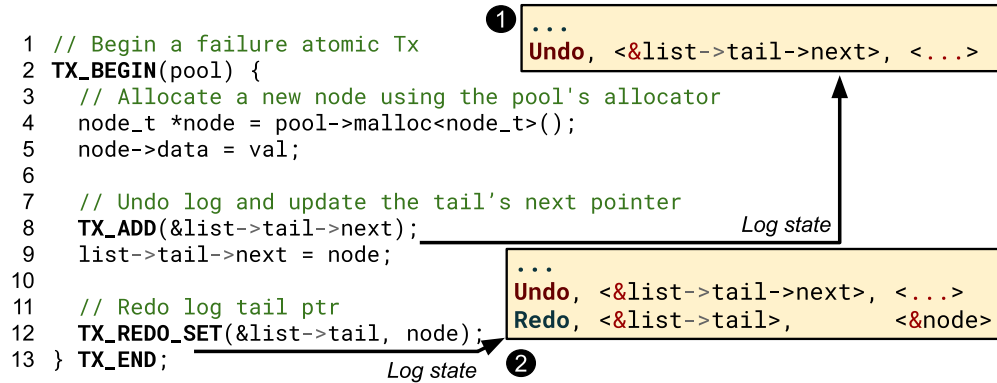 1 // Begin a failure atomic Tx
2 TX_BEGIN(pool) {
3 // Allocate a new node using the pool's allocator
4 node_t *node = pool->malloc<node_t>();
5 node->data = val;
6
7 // Undo log and update the tail’s next pointer
8 TX_ADD(&list->tail->next);
9 list->tail->next = node;
10
11 // Redo log tail ptr
12 TX_REDO_SET(&list->tail, node);
13 } TX_END;
1
...
Undo, <&list->tail->next>, <...>
Log state
...
Undo, <&list->tail->next>, <...>
Redo, <&list->tail>, <&node>
Log state
2